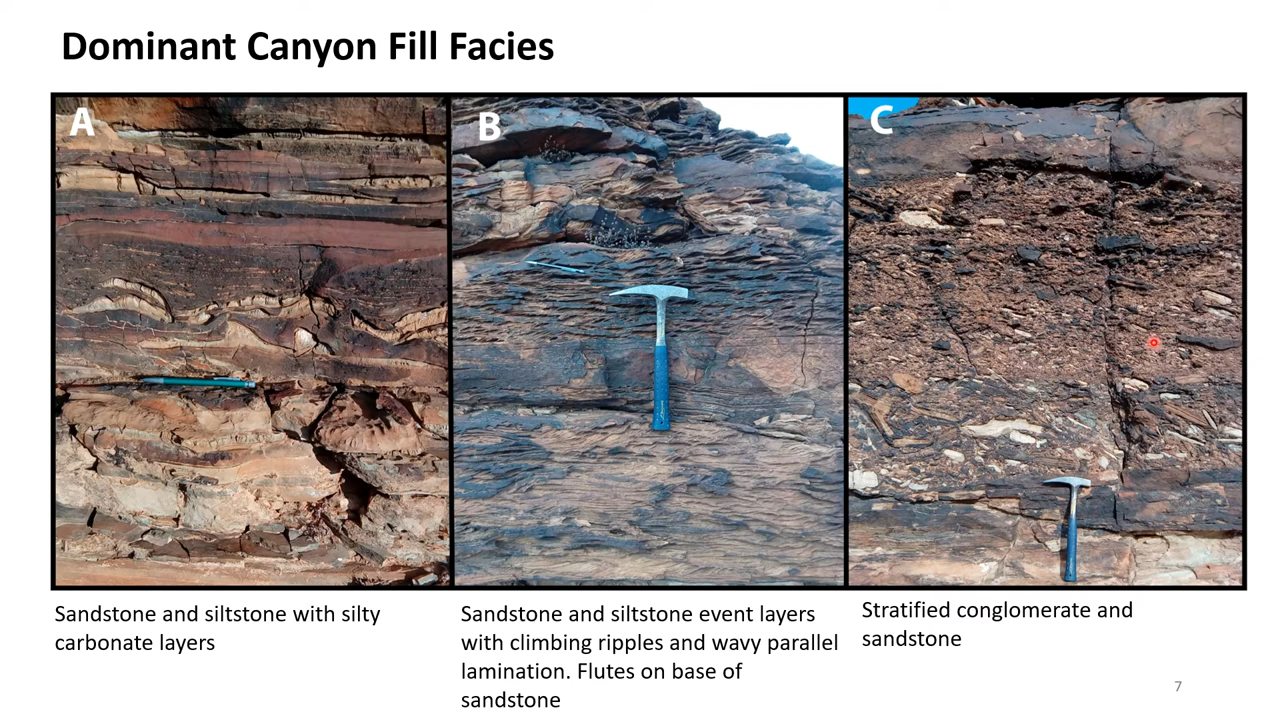 Dominant Canyon Fill Facies
A
B
C
Sandstone and siltstone with silty
carbonate layers
Sandstone and siltstone event layers
with climbing ripples and wavy parallel
lamination. Flutes on base of
sandstone
Stratified conglomerate and
sandstone
7